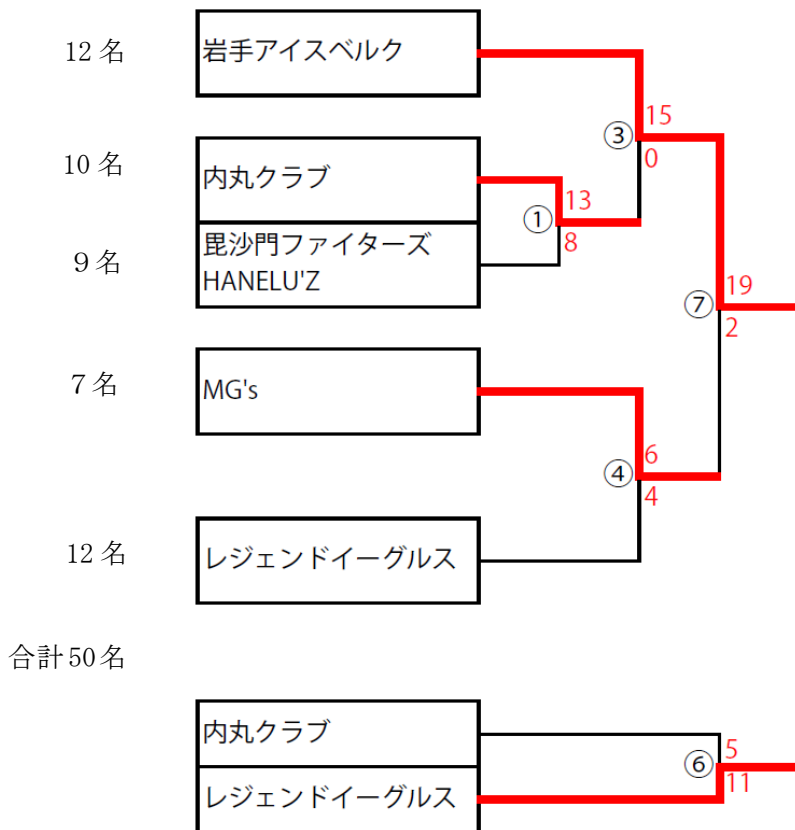 12名
岩手アイスベルク
15
③
0
10名
内丸クラブ
13
①
8
9名
毘沙門ファイターズ
HANELU'Z
19
⑦
2
7名
MG's
6
④
4
12名
レジェンドイーグルス
合計50名
内丸クラブ
5
⑥
11
レジェンドイーグルス